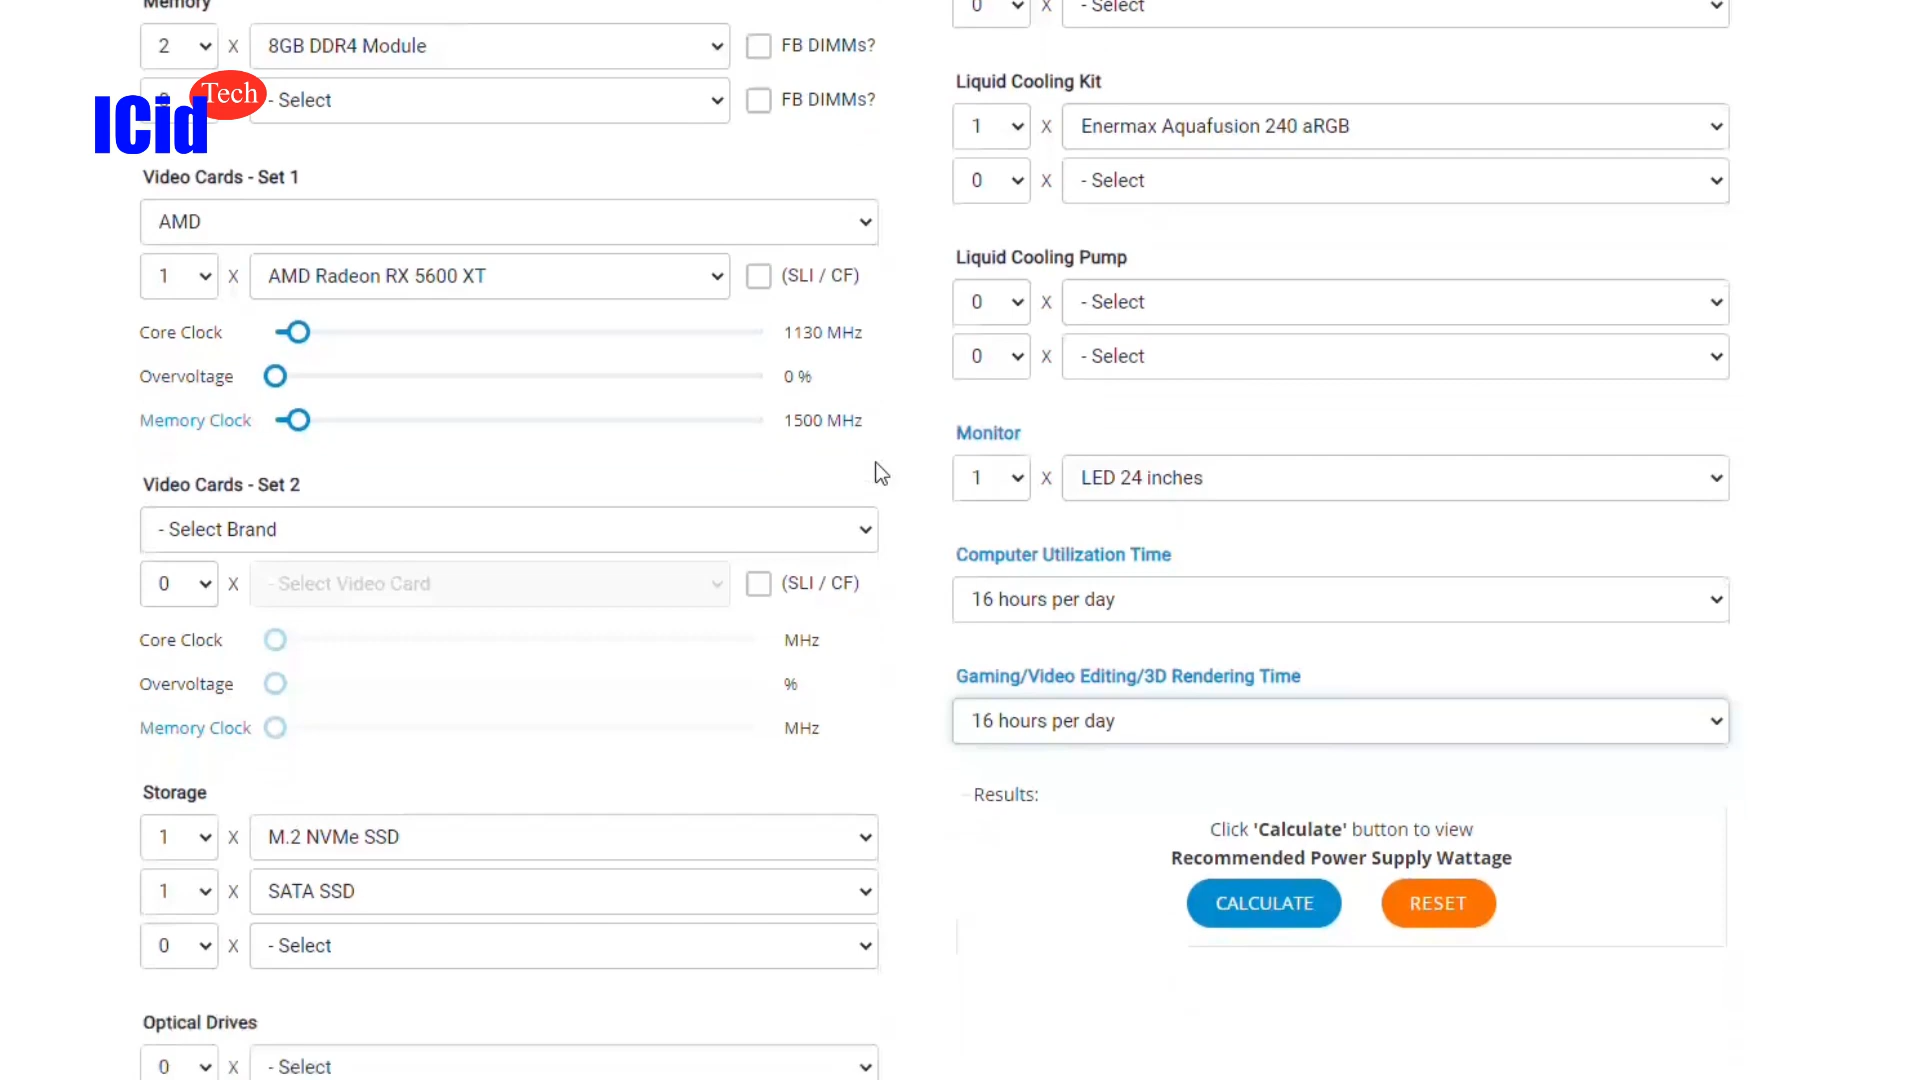 Memory
2 X 8GB DDR4 Module FB DIMMs?
- Select FB DIMMs?
ICid Tech
Video Cards - Set 1
AMD
1 X AMD Radeon RX 5600 XT (SLI / CF)
Core Clock 1130 MHz
Overvoltage 0 %
Memory Clock 1500 MHz
Video Cards - Set 2
- Select Brand
0 X - Select Video Card (SLI / CF)
Core Clock MHz
Overvoltage %
Memory Clock MHz
Storage
1 X M.2 NVMe SSD
1 X SATA SSD
0 X - Select
Optical Drives
0 X - Select
0 X - Select
Liquid Cooling Kit
1 X Enermax Aquafusion 240 aRGB
0 X - Select
Liquid Cooling Pump
0 X - Select
0 X - Select
Monitor
1 X LED 24 inches
Computer Utilization Time
16 hours per day
Gaming/Video Editing/3D Rendering Time
16 hours per day
Results:
Click 'Calculate' button to view
Recommended Power Supply Wattage
CALCULATE RESET